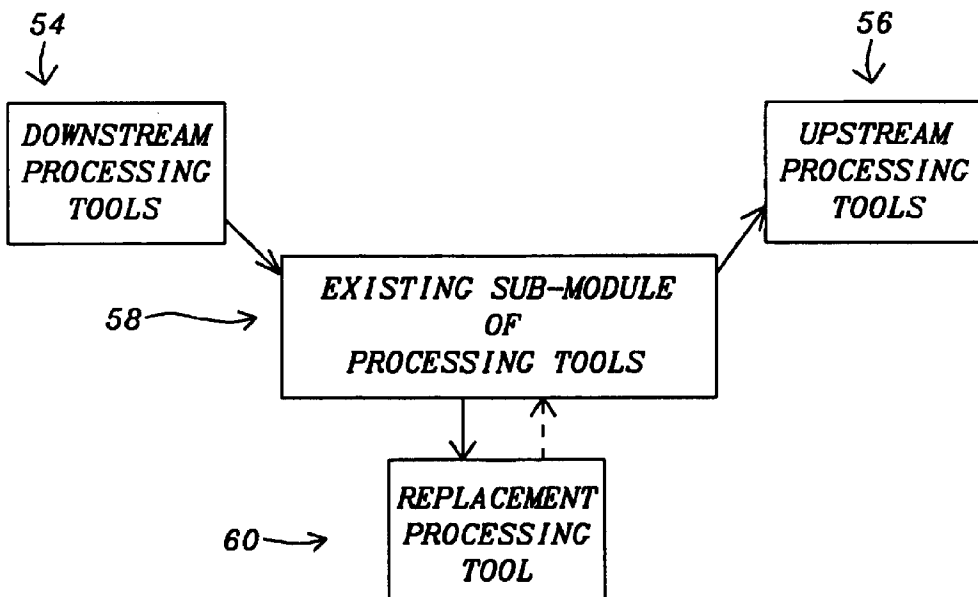 54
56
DOWNSTREAM
PROCESSING
TOOLS
UPSTREAM
PROCESSING
TOOLS
58
EXISTING SUB-MODULE
OF
PROCESSING TOOLS
60
REPLACEMENT
PROCESSING
TOOL